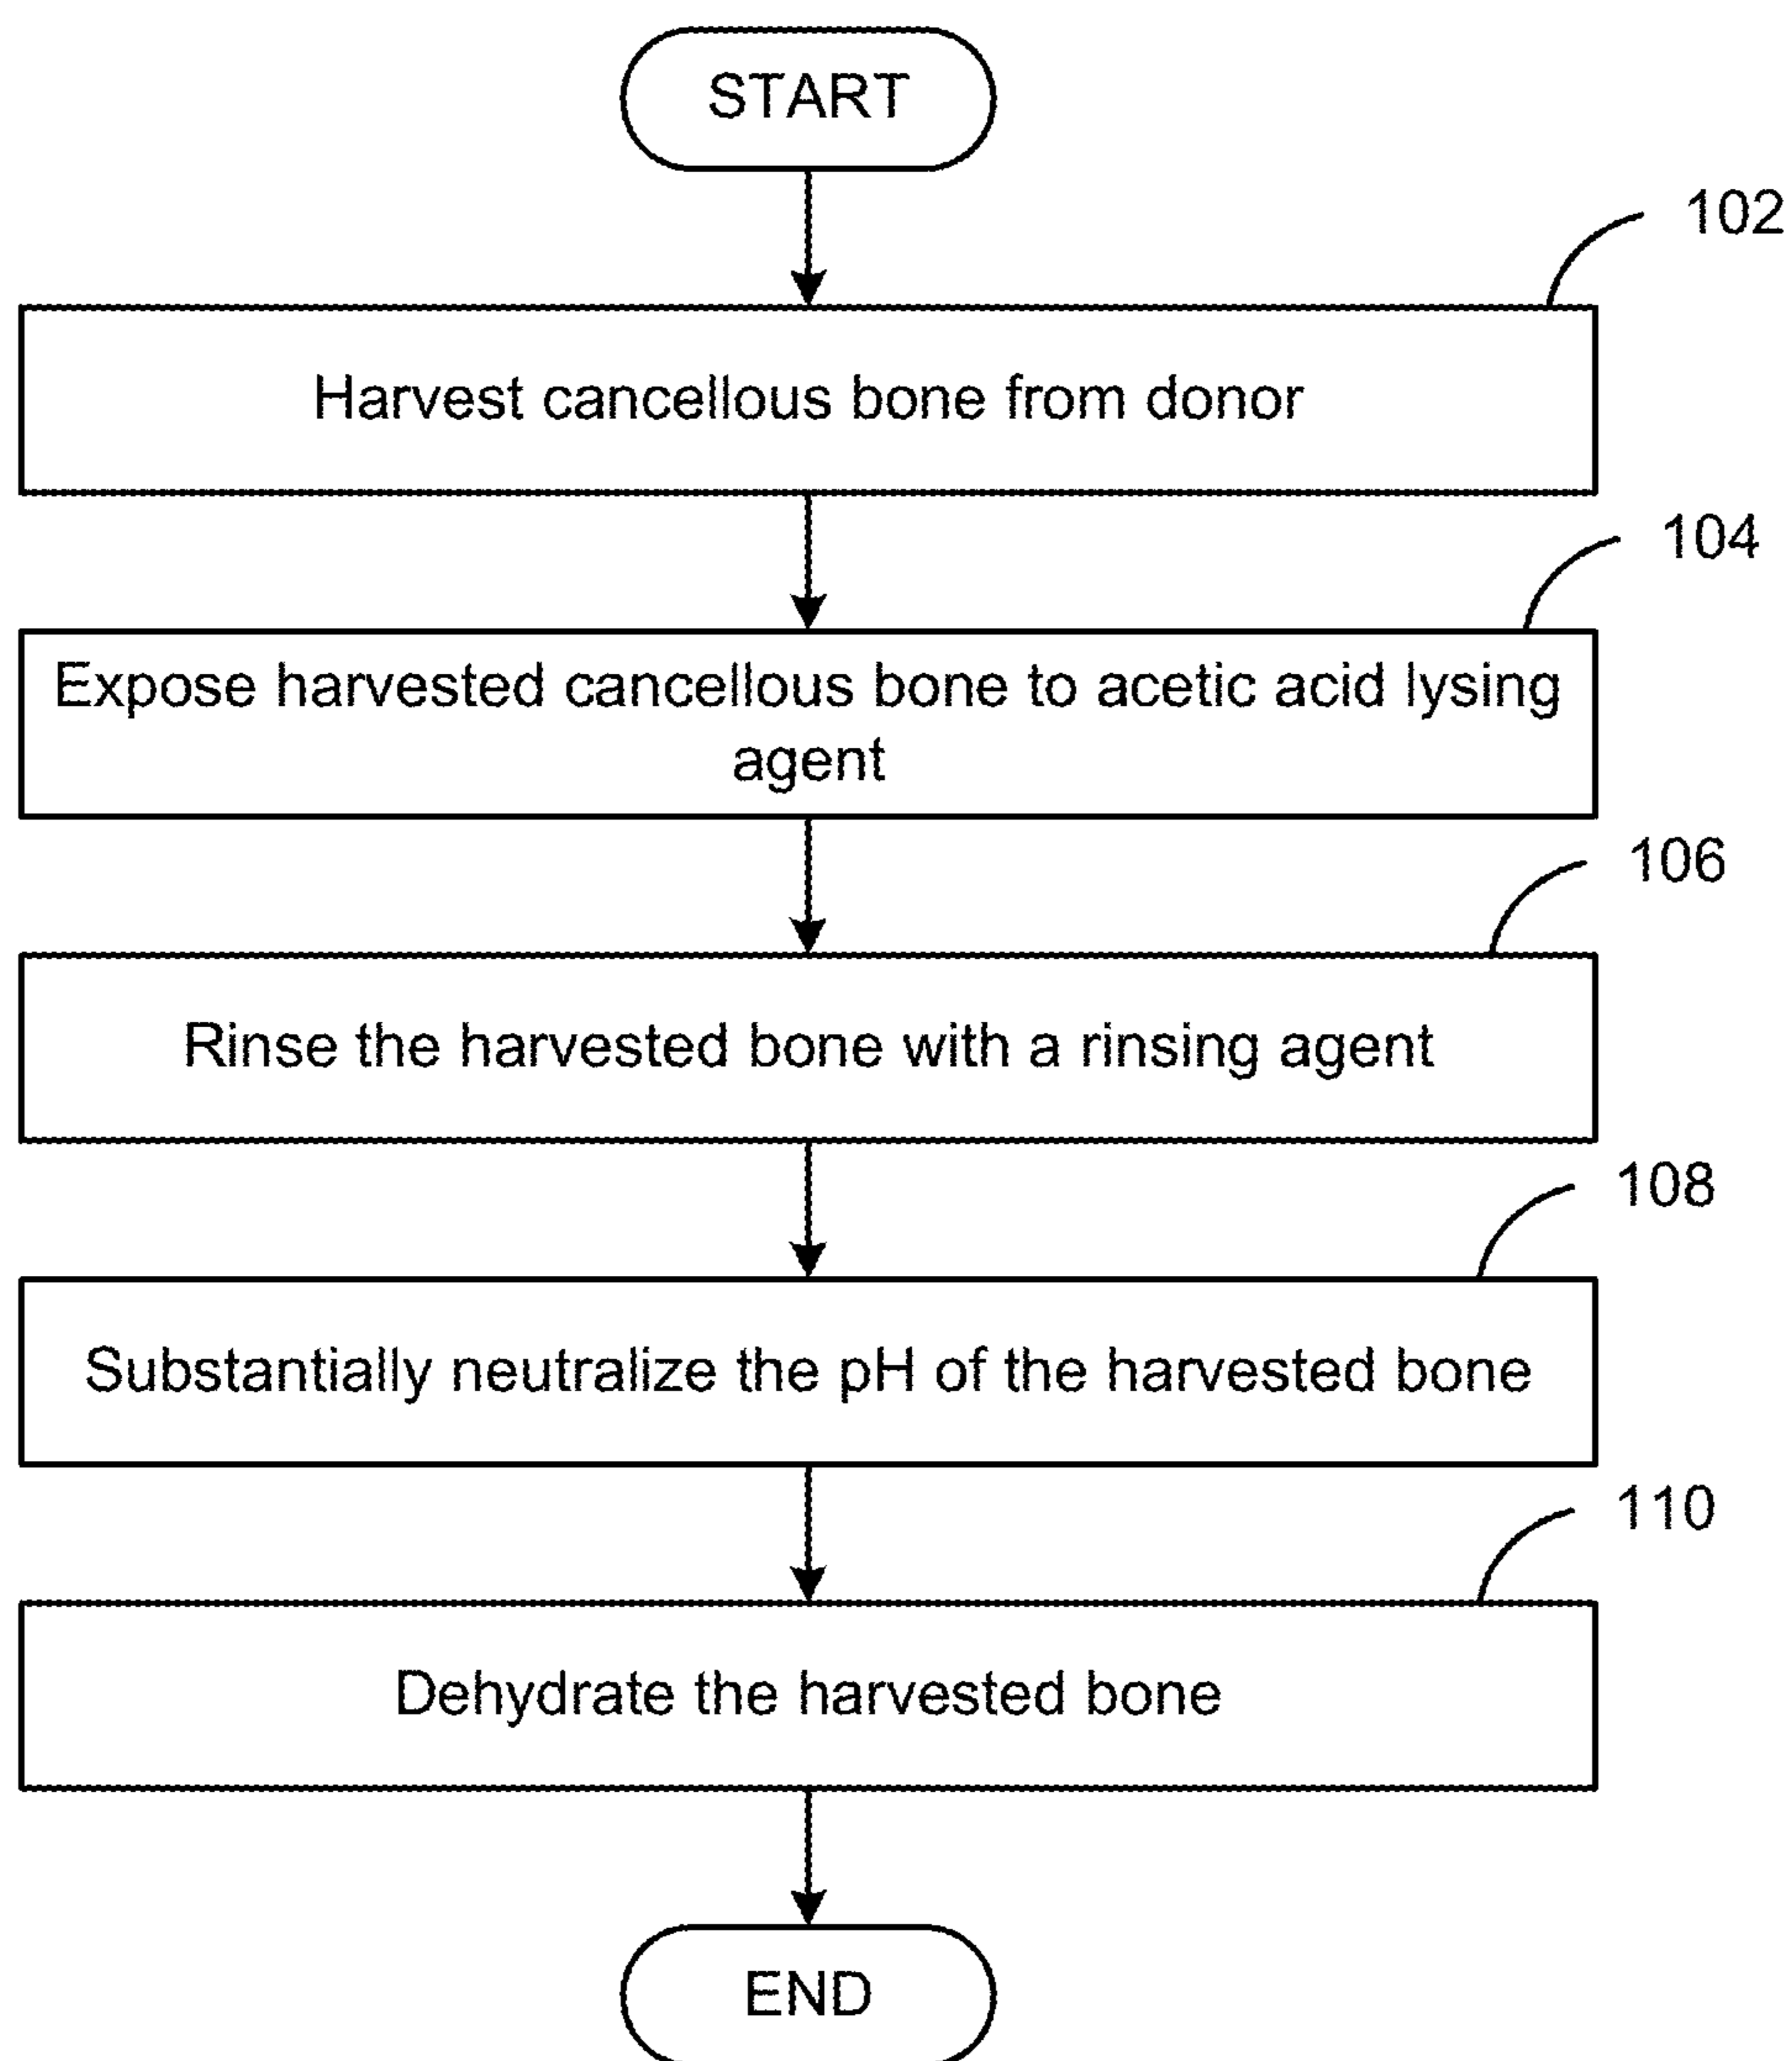 START
102
Harvest cancellous bone from donor
104
Expose harvested cancellous bone to acetic acid lysing
agent
106
Rinse the harvested bone with a rinsing agent
108
Substantially neutralize the pH of the harvested bone
110
Dehydrate the harvested bone
END